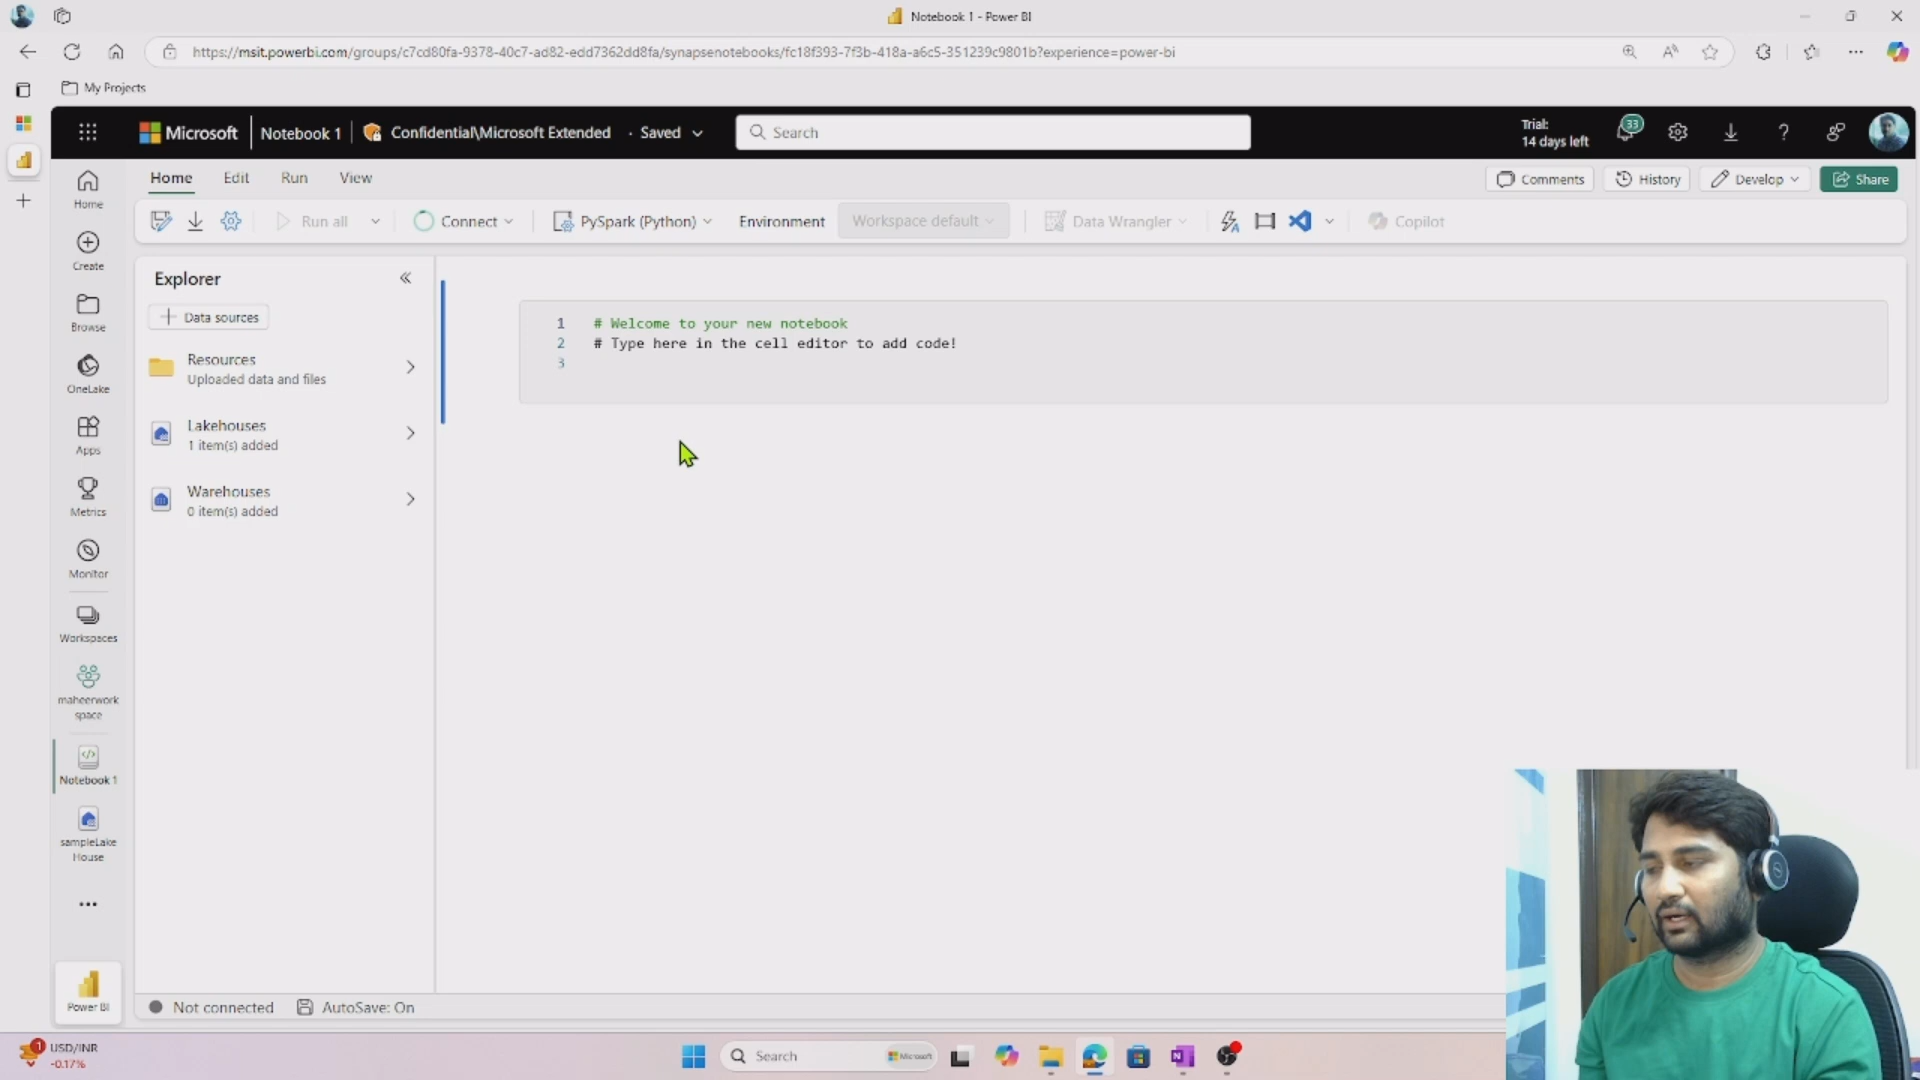 Notebook 1 - Power BI
https://msit.powerbi.com/groups/c7cd80fa-9378-40c7-ad82-edd7362dd8fa/synapsenotebooks/fc18f393-7f3b-418a-a6c5-351239c9801b?experience=power-bi
My Projects
Microsoft
Notebook 1
Confidential\Microsoft Extended · Saved
Search
Trial:
14 days left
33
Home
Edit
Run
View
Comments
History
Develop
Share
Run all
Connect
PySpark (Python)
Environment
Workspace default
Data Wrangler
Copilot
Home
Create
Browse
OneLake
Apps
Metrics
Monitor
Workspaces
maheerwork
space
Notebook 1
sampleLake
House
Power BI
Explorer
Data sources
Resources
Uploaded data and files
Lakehouses
1 item(s) added
Warehouses
0 item(s) added
1 # Welcome to your new notebook
2 # Type here in the cell editor to add code!
3
Not connected
AutoSave: On
1
USD/INR
-0.17%
Search
Microsoft